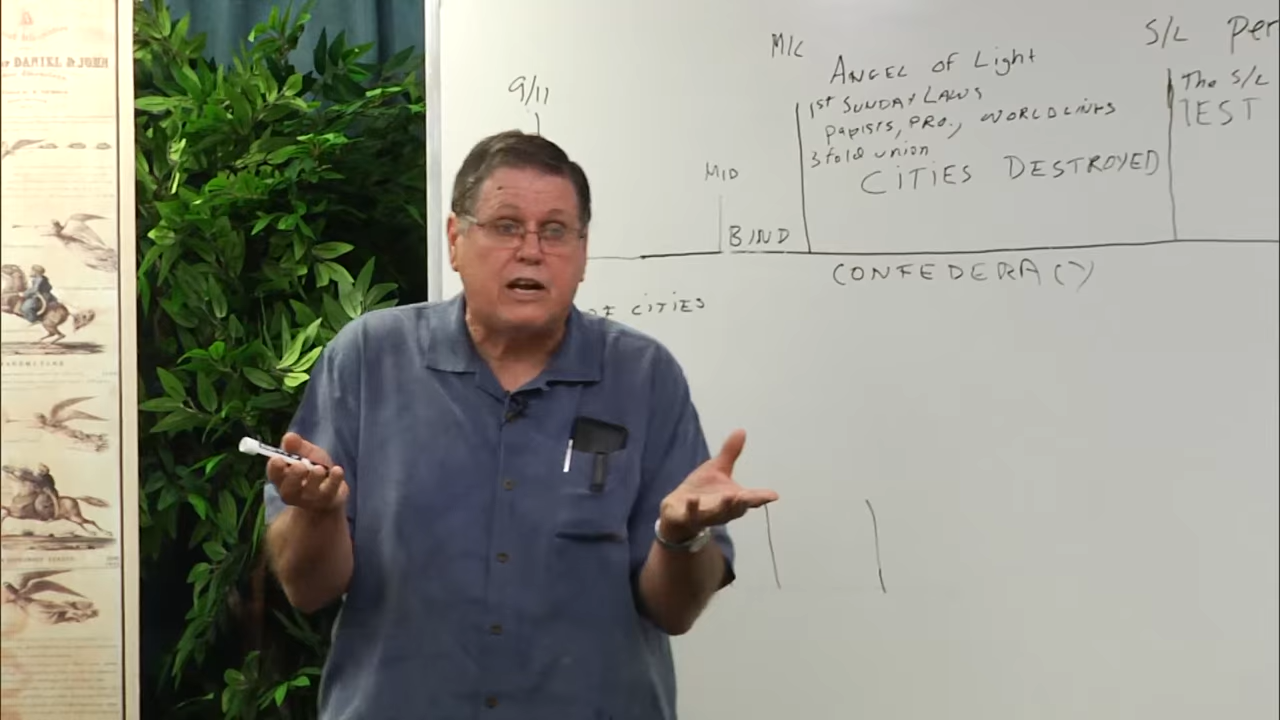 DANIEL & JOHN
9/11
MID
BIND
M/C
ANGEL OF Light
1st SUNDAY LAWS
PAPISTS, PRO., WORLDLINGS
3 fold union
CITIES DESTROYED
S/L Per
The S/L
TEST
CONFEDERACY
OF CITIES